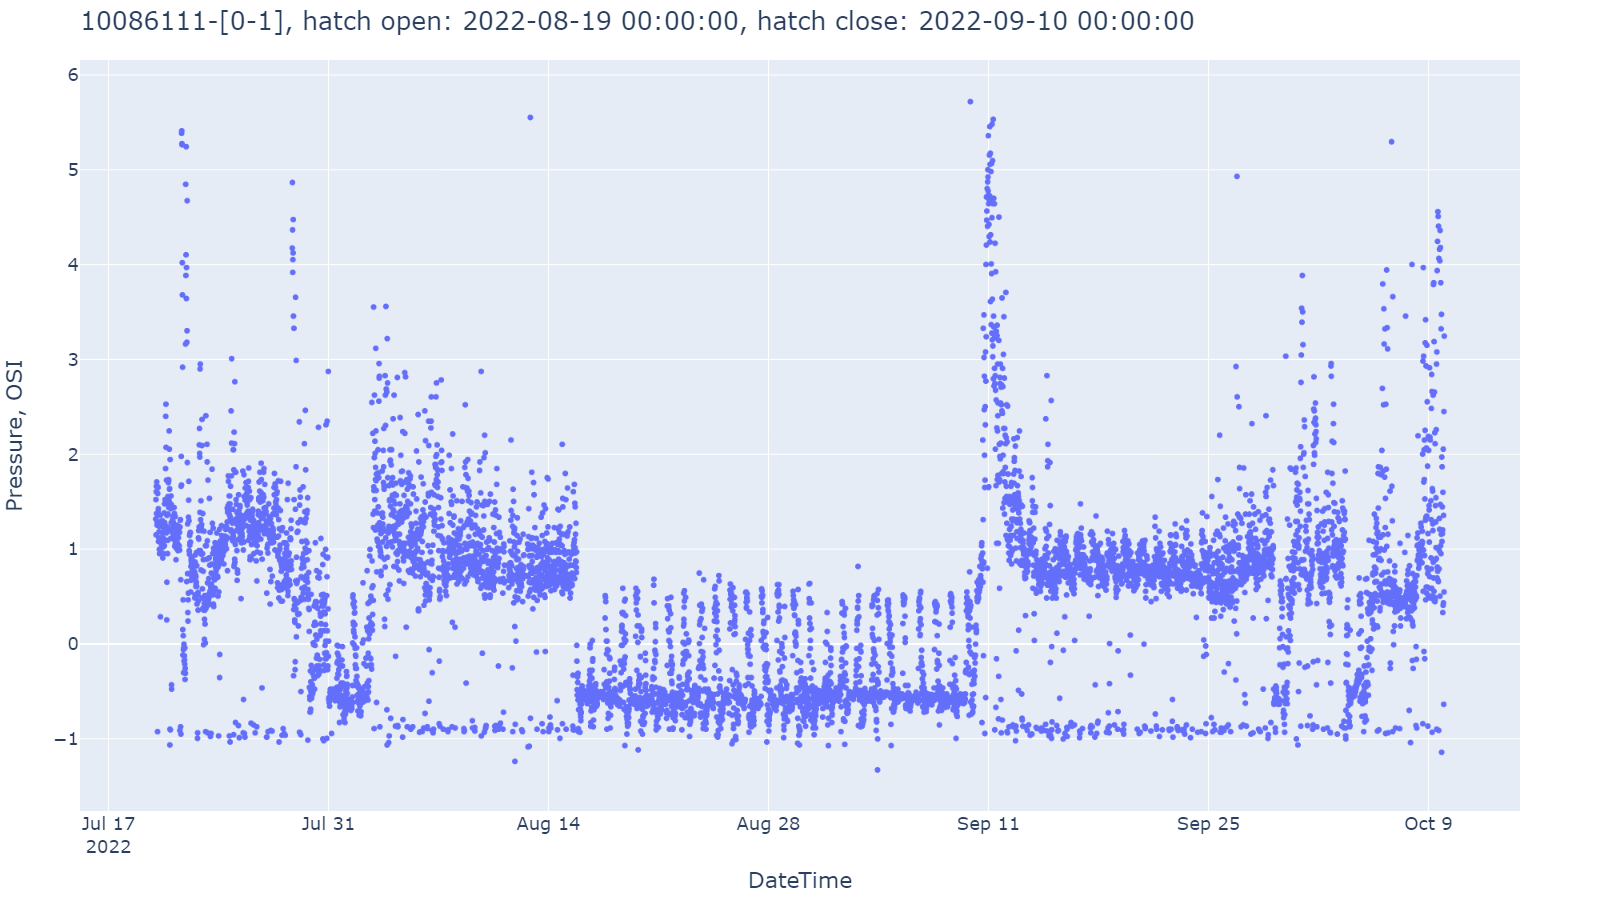 10086111-[0-1], hatch open: 2022-08-19 00:00:00, hatch close: 2022-09-10 00:00:00
6
5
4
3
2
1
0
−1
Pressure, OSI
Jul 17 Jul 31 Aug 14 Aug 28 Sep 11 Sep 25 Oct 9
2022
DateTime